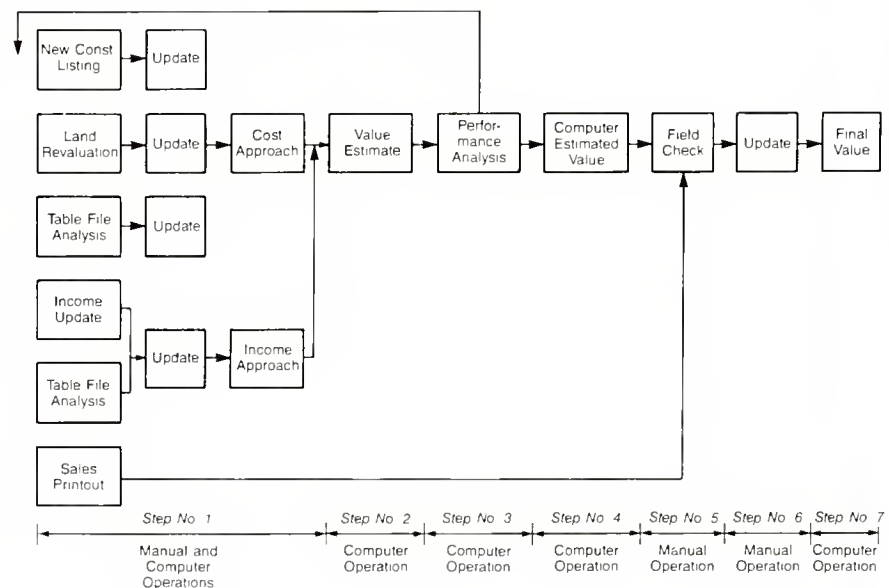 New Const
Listing
Update
Land
Revaluation
Update
Cost
Approach
Value
Estimate
Perfor-
mance
Analysis
Computer
Estimated
Value
Field
Check
Update
Final
Value
Table File
Analysis
Update
Income
Update
Update
Income
Approach
Table File
Analysis
Sales
Printout
Step No 1
Step No 2
Step No 3
Step No 4
Step No 5
Step No 6
Step No 7
Manual and
Computer
Operations
Computer
Operation
Computer
Operation
Computer
Operation
Manual
Operation
Manual
Operation
Computer
Operation